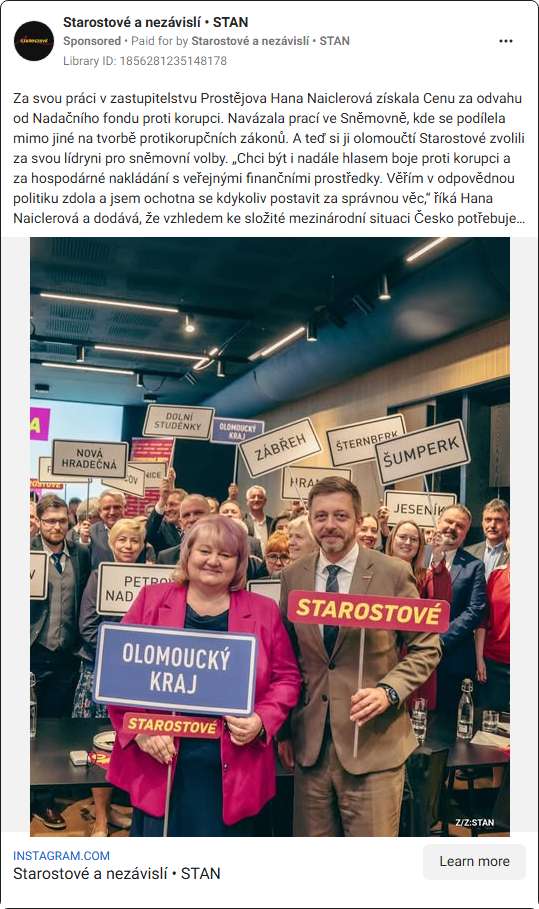 Starostové a nezávislí • STAN
Sponsored • Paid for by Starostové a nezávislí • STAN
Library ID: 1856281235148178
Za svou práci v zastupitelstvu Prostějova Hana Naiclerová získala Cenu za odvahu
od Nadačního fondu proti korupci. Navázala prací ve Sněmovně, kde se podílela
mimo jiné na tvorbě protikorupčních zákonů. A teď si ji olomoučtí Starostové zvolili
za svou lídryni pro sněmovní volby. „Chci být i nadále hlasem boje proti korupci a
za hospodárné nakládání s veřejnými finančními prostředky. Věřím v odpovědnou
politiku zdola a jsem ochotna se kdykoliv postavit za správnou věc,“ říká Hana
Naiclerová a dodává, že vzhledem ke složité mezinárodní situaci Česko potřebuje...
DOLNÍ
STUDÉNKY
OLOMOUCKÝ
KRAJ
ZÁBŘEH
ŠTERNBERK
ŠUMPERK
NOVÁ
HRADEČNÁ
HRAN
JESENÍK
STAROSTOVÉ
PETROV
NAD
STAROSTOVÉ
OLOMOUCKÝ
KRAJ
STAROSTOVÉ
Z/Z:STAN
INSTAGRAM.COM
Starostové a nezávislí • STAN
Learn more